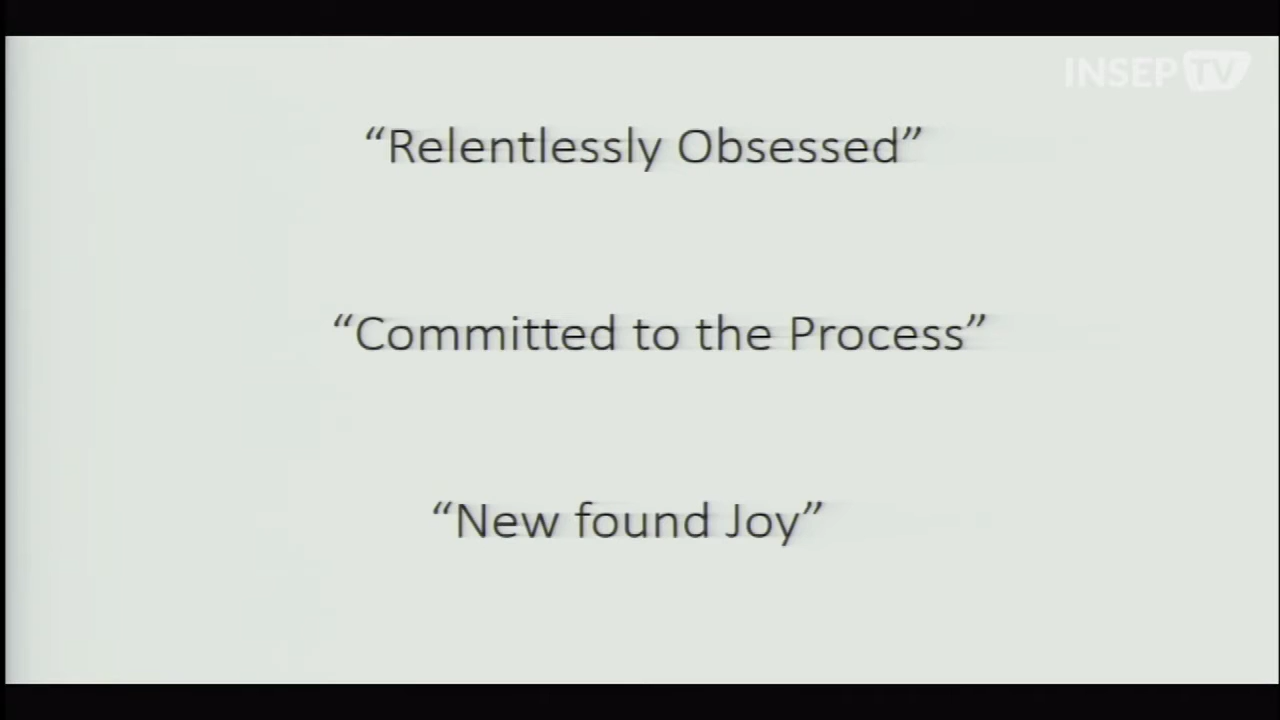 INSEP TV
“Relentlessly Obsessed”
“Committed to the Process”
“New found Joy”